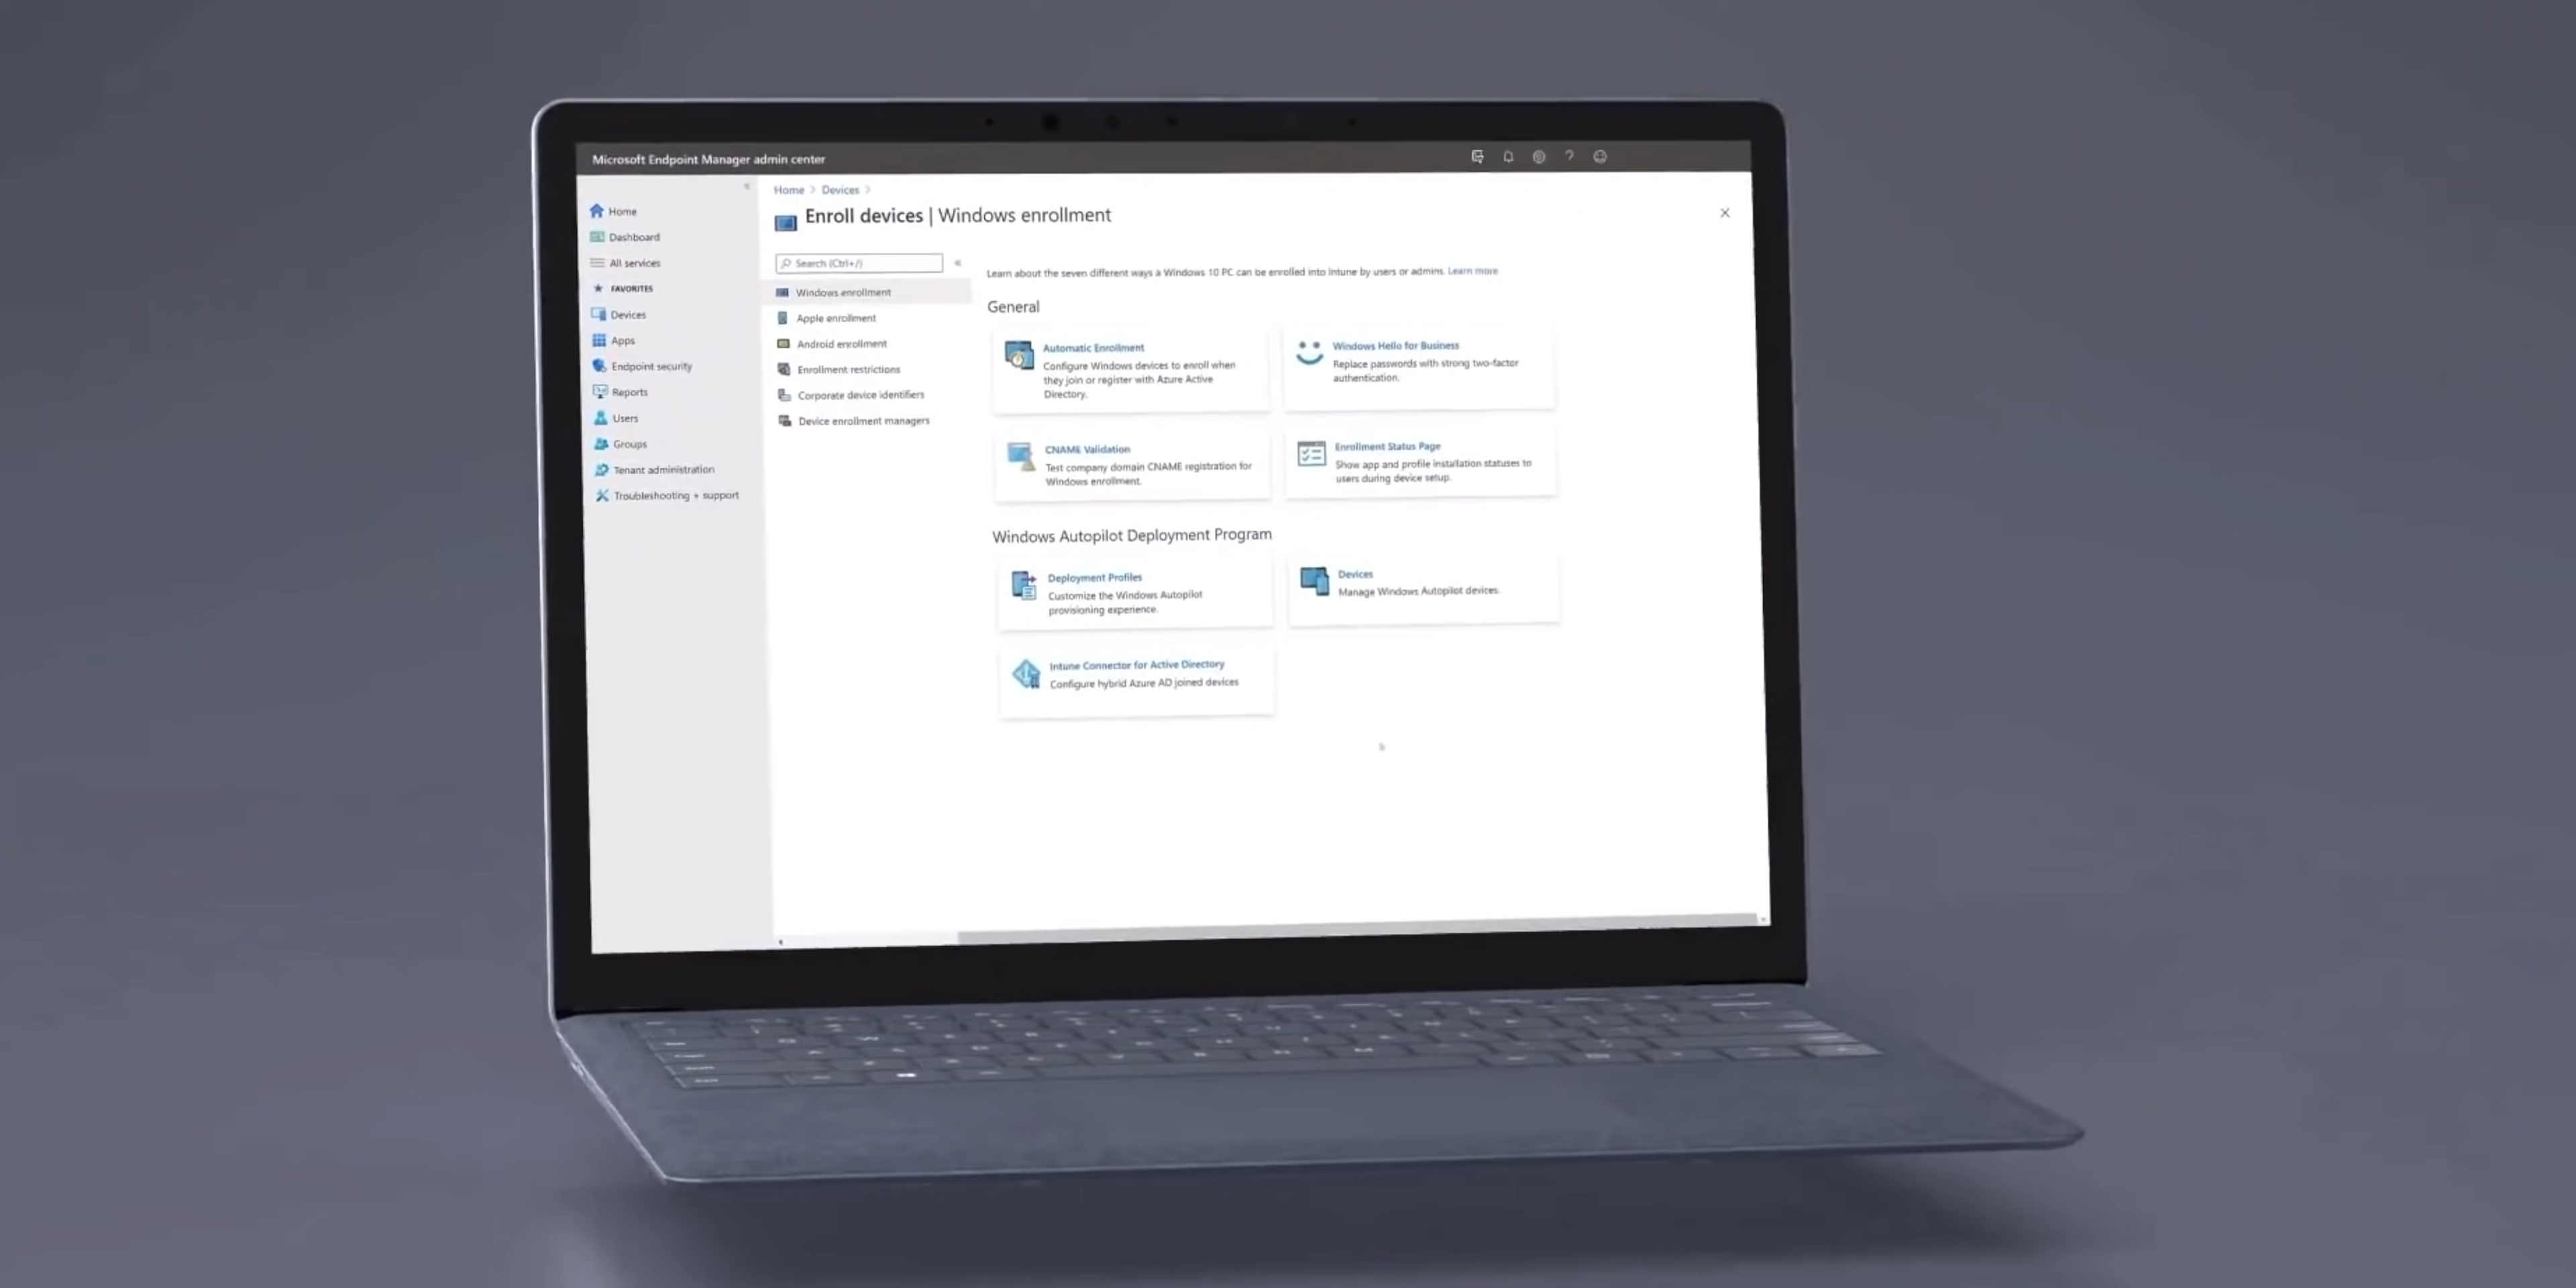 Microsoft Endpoint Manager admin center
Home
Dashboard
All services
FAVORITES
Devices
Apps
Endpoint security
Reports
Users
Groups
Tenant administration
Troubleshooting + support
Home > Devices >
Enroll devices | Windows enrollment
Search (Ctrl+/)
Windows enrollment
Apple enrollment
Android enrollment
Enrollment restrictions
Corporate device identifiers
Device enrollment managers
Learn about the seven different ways a Windows 10 PC can be enrolled into Intune by users or admins. Learn more
General
Automatic Enrollment
Configure Windows devices to enroll when
they join or register with Azure Active
Directory.
Windows Hello for Business
Replace passwords with strong two-factor
authentication.
CNAME Validation
Test company domain CNAME registration for
Windows enrollment.
Enrollment Status Page
Show app and profile installation statuses to
users during device setup.
Windows Autopilot Deployment Program
Deployment Profiles
Customize the Windows Autopilot
provisioning experience.
Devices
Manage Windows Autopilot devices.
Intune Connector for Active Directory
Configure hybrid Azure AD joined devices